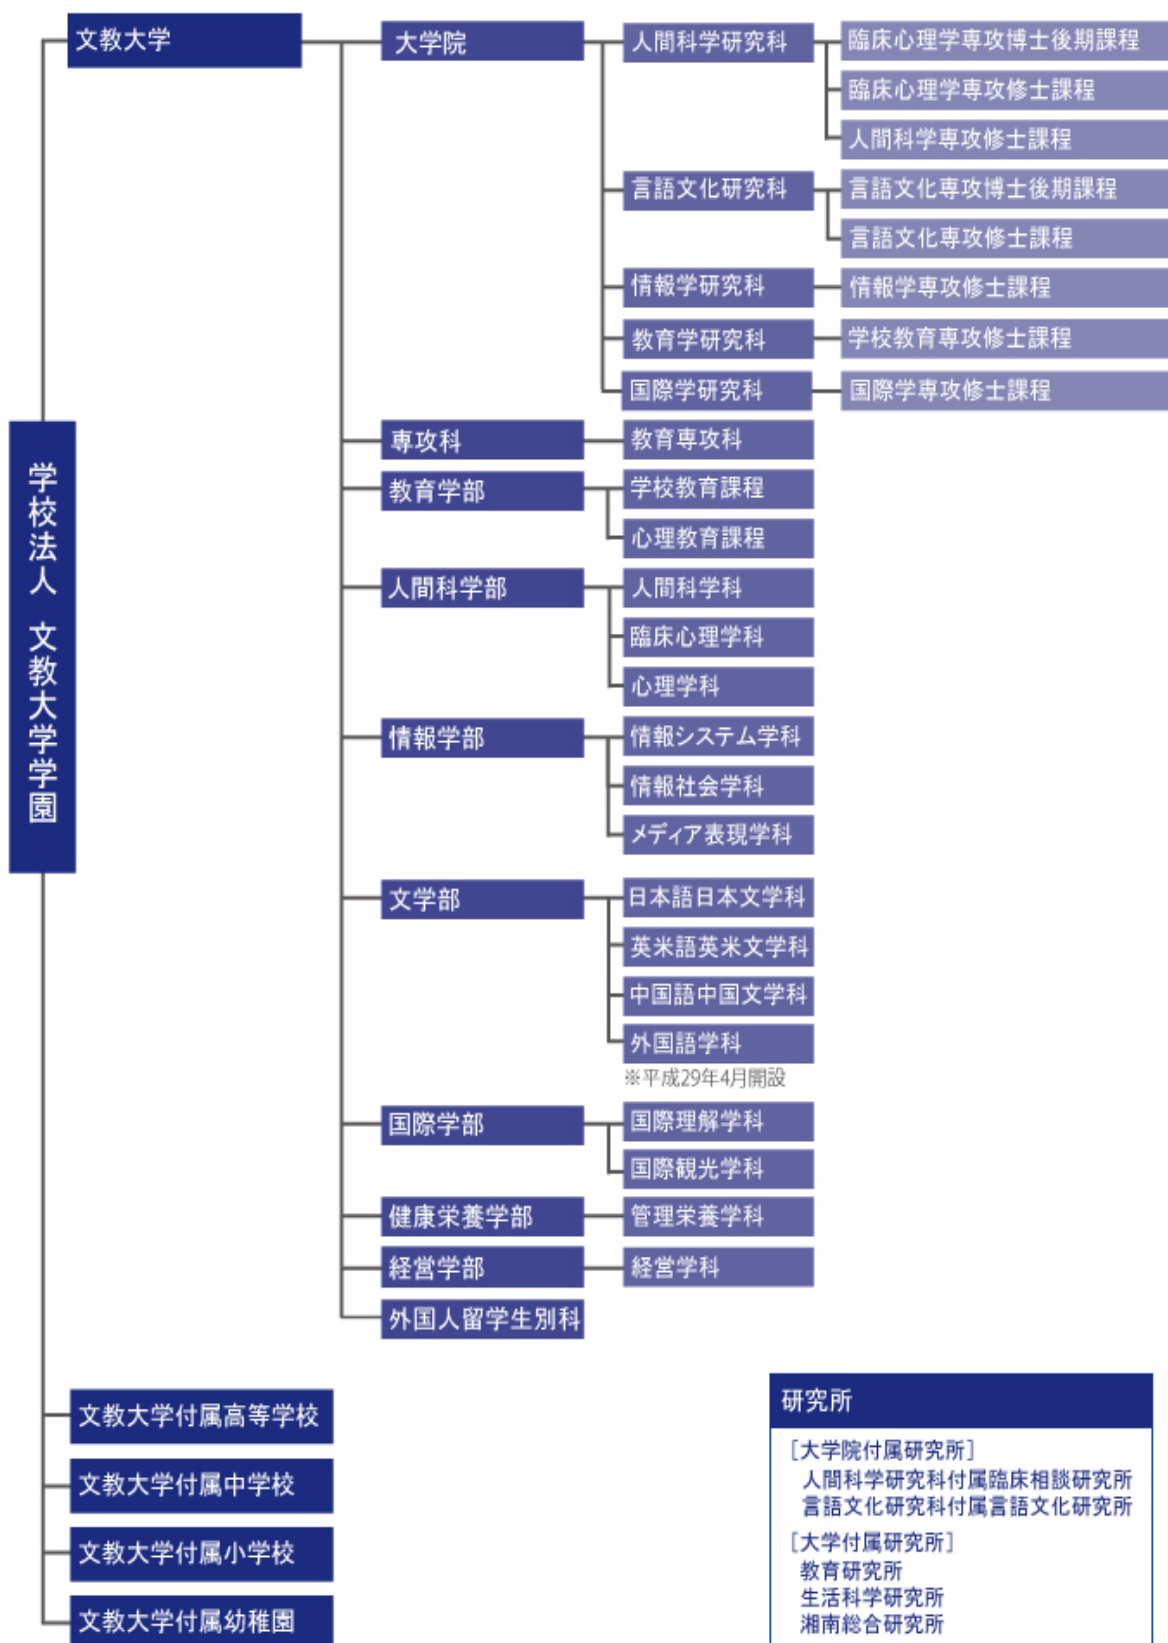 学校法人 文教大学学園
文教大学
大学院
人間科学研究科
臨床心理学専攻博士後期課程
臨床心理学専攻修士課程
人間科学専攻修士課程
言語文化研究科
言語文化専攻博士後期課程
言語文化専攻修士課程
情報学研究科
情報学専攻修士課程
教育学研究科
学校教育専攻修士課程
国際学研究科
国際学専攻修士課程
専攻科
教育専攻科
教育学部
学校教育課程
心理教育課程
人間科学部
人間科学科
臨床心理学科
心理学科
情報学部
情報システム学科
情報社会学科
メディア表現学科
文学部
日本語日本文学科
英米語英米文学科
中国語中国文学科
外国語学科
※平成29年4月開設
国際学部
国際理解学科
国際観光学科
健康栄養学部
管理栄養学科
経営学部
経営学科
外国人留学生別科
文教大学付属高等学校
文教大学付属中学校
文教大学付属小学校
文教大学付属幼稚園
研究所
［大学院付属研究所］
人間科学研究科付属臨床相談研究所
言語文化研究科付属言語文化研究所
［大学付属研究所］
教育研究所
生活科学研究所
湘南総合研究所